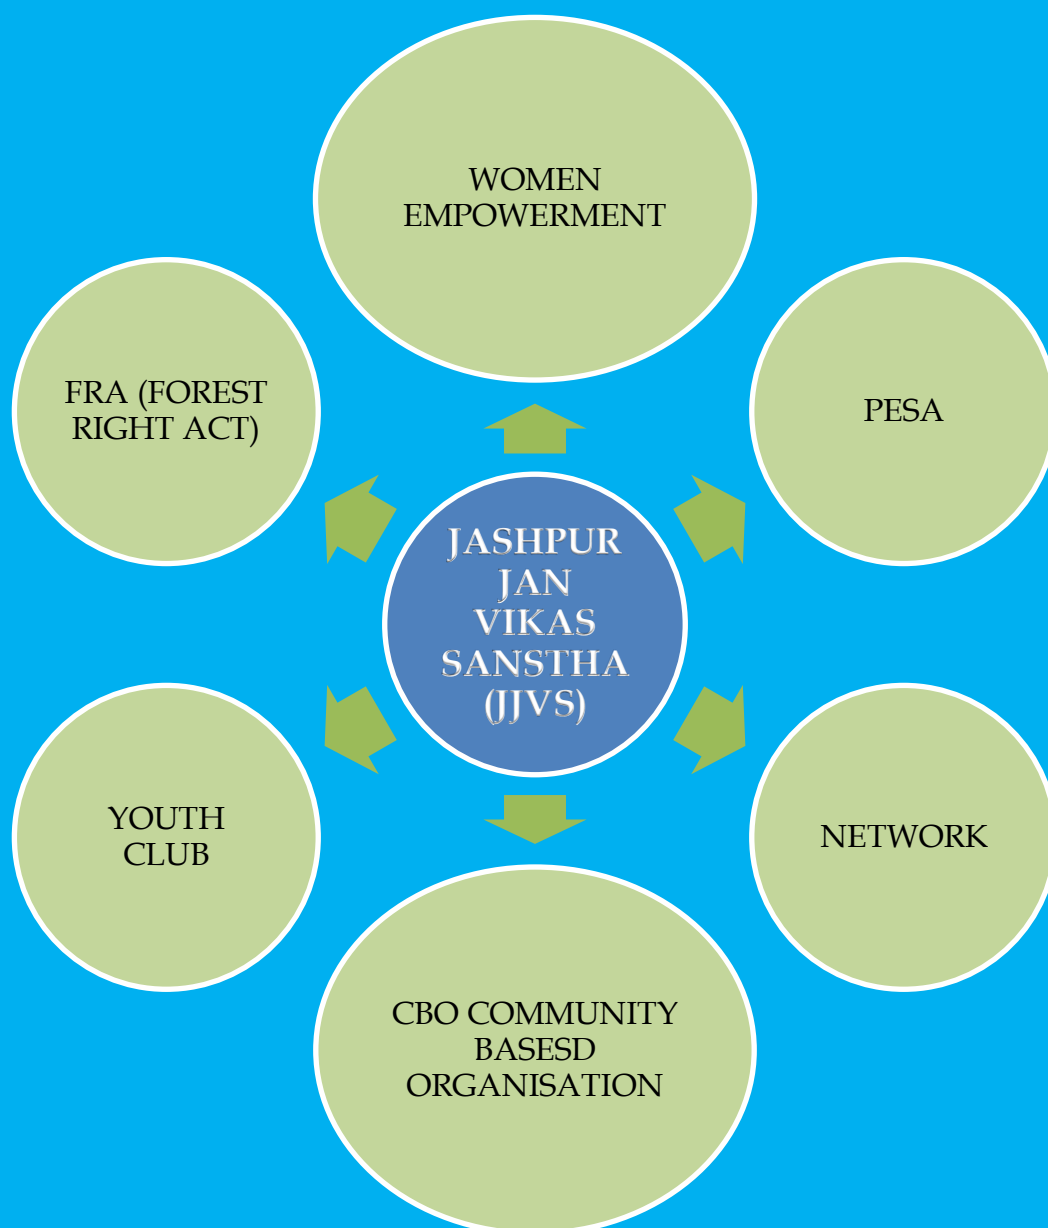 WOMEN
EMPOWERMENT
FRA (FOREST
RIGHT ACT)
PESA
JASHPUR
JAN
VIKAS
SANSTHA
(JJVS)
YOUTH
CLUB
NETWORK
CBO COMMUNITY
BASESD
ORGANISATION